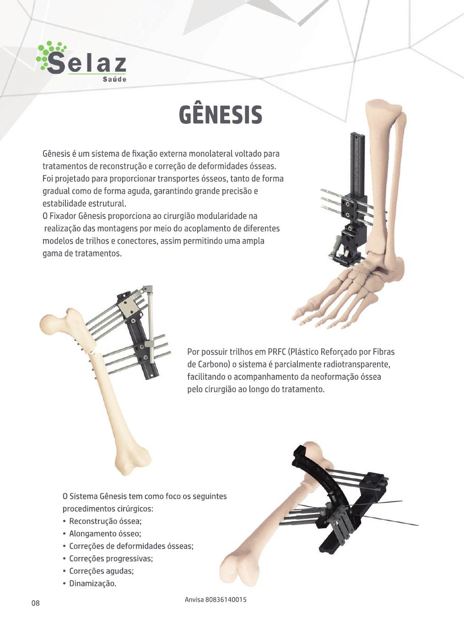 Selaz
Saúde
GÊNESIS
Gênesis é um sistema de fixação externa monolateral voltado para
tratamentos de reconstrução e correção de deformidades ósseas.
Foi projetado para proporcionar transportes ósseos, tanto de forma
gradual como de forma aguda, garantindo grande precisão e
estabilidade estrutural.
O Fixador Gênesis proporciona ao cirurgião modularidade na
realização das montagens por meio do acoplamento de diferentes
modelos de trilhos e conectores, assim permitindo uma ampla
gama de tratamentos.
Por possuir trilhos em PRFC (Plástico Reforçado por Fibras
de Carbono) o sistema é parcialmente radiotransparente,
facilitando o acompanhamento da neoformação óssea
pelo cirurgião ao longo do tratamento.
O Sistema Gênesis tem como foco os seguintes
procedimentos cirúrgicos:
• Reconstrução óssea;
• Alongamento ósseo;
• Correções de deformidades ósseas;
• Correções progressivas;
• Correções agudas;
• Dinamização.
08
Anvisa 80836140015